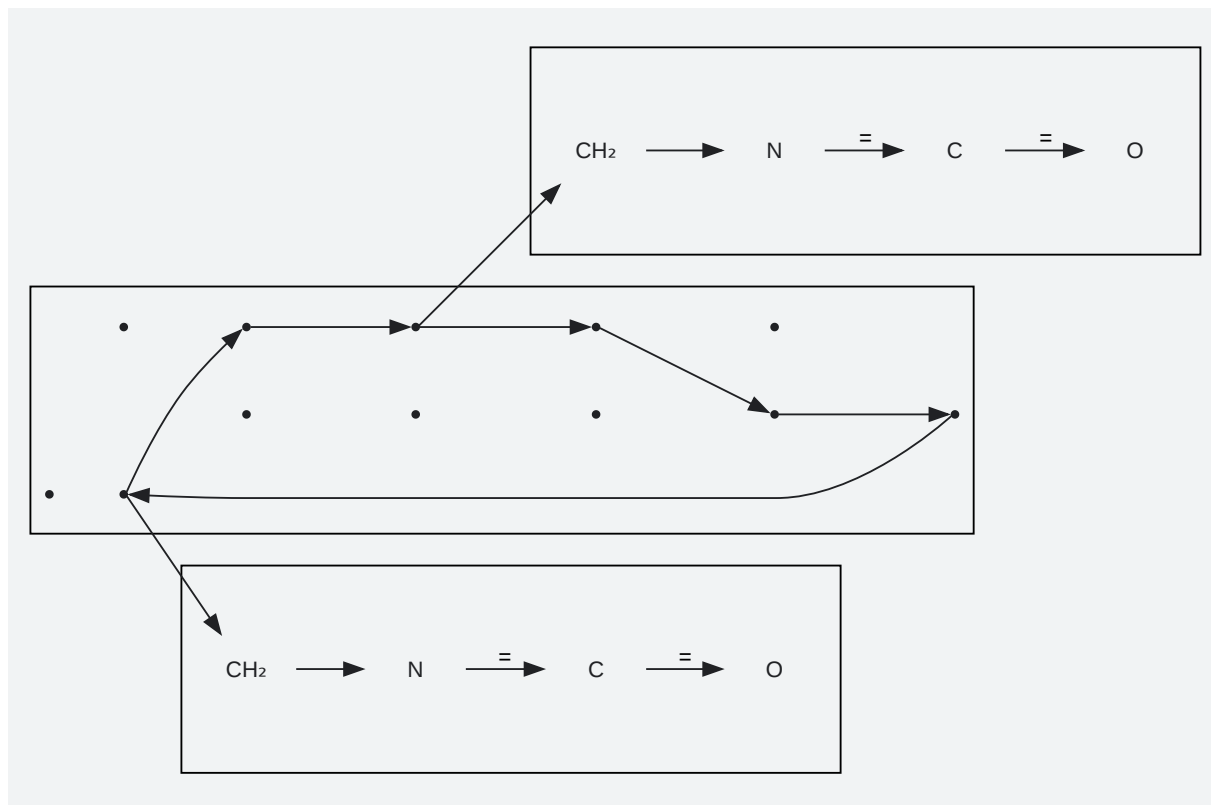 CH₂ N = C = O
CH₂ N = C = O